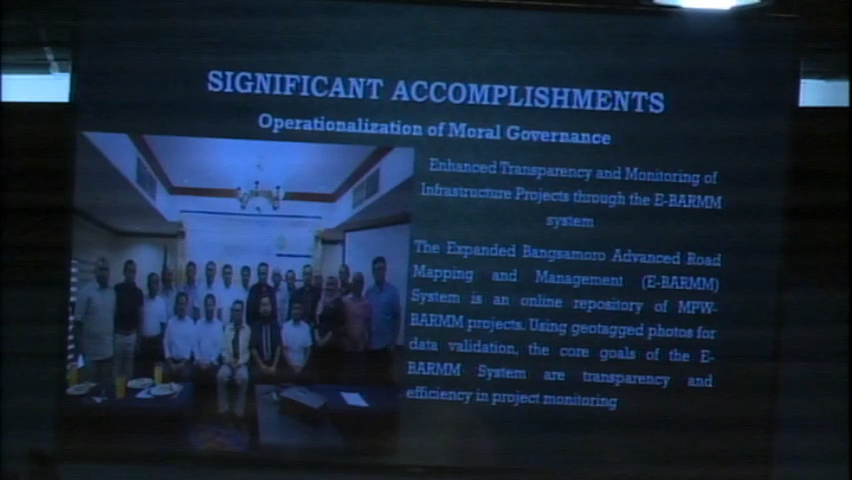 SIGNIFICANT ACCOMPLISHMENTS
Operationalization of Moral Governance
Enhanced Transparency and Monitoring of
Infrastructure Projects through the E-BARMM
system
The Expanded Bangsamoro Advanced Road
Mapping and Management (E-BARMM)
System is an online repository of MPW-
BARMM projects. Using geotagged photos for
data validation, the core goals of the E-
BARMM System are transparency and
efficiency in project monitoring